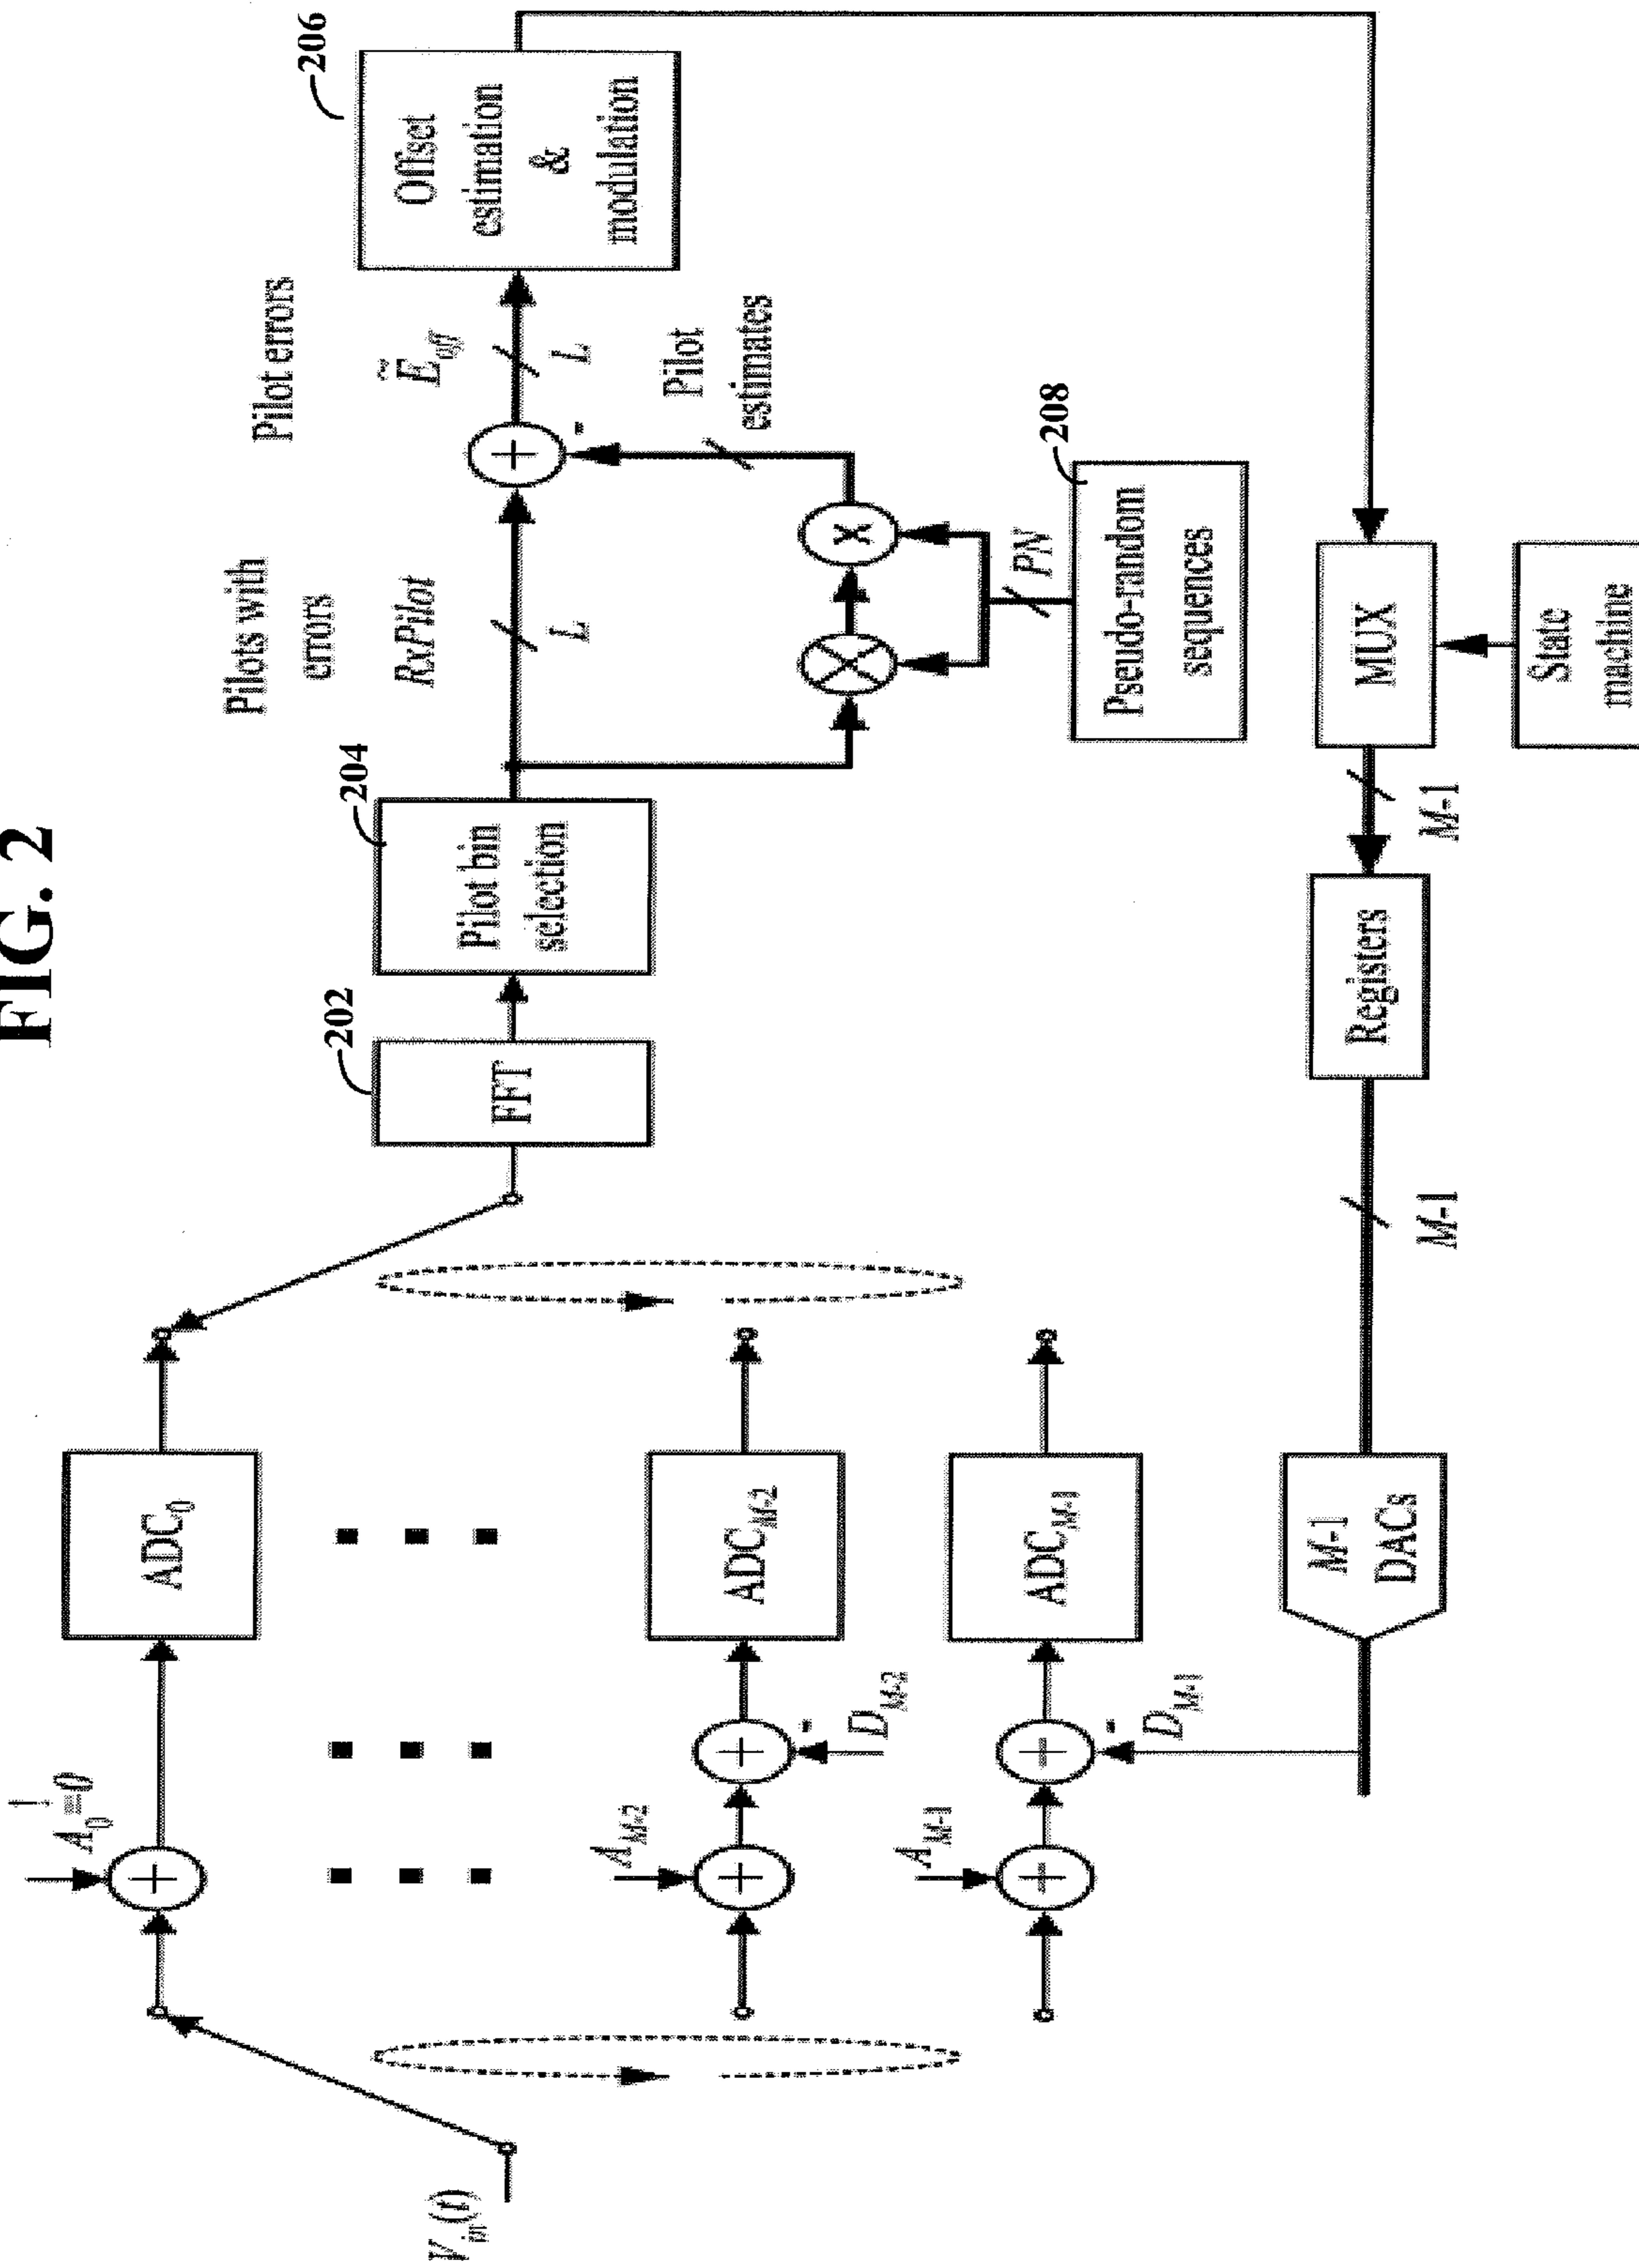 FIG. 2
206
Offset
estimation
&
modulation
Pilot errors
Ẽoff
L
Pilot
estimates
Pilots with
errors
RxPilot
L
204
Pilot bin
selection
202
FFT
208
Pseudo-random
sequences
PN
MUX
State
machine
M-1
Registers
M-1
M-1
DACs
A0=0
ADC0
AM-2
DM-2
ADCM-2
AM-1
DM-1
ADCM-1
Vin(t)